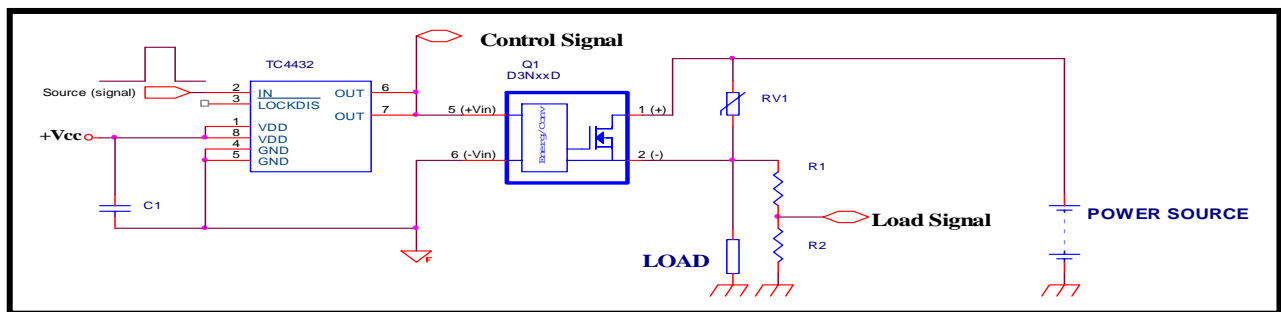 Control Signal
TC4432
Q1
D3NxxD
Source (signal)
2
IN
OUT
6
3
LOCKDIS
OUT
7
5 (+Vin)
1 (+)
RV1
+Vcc
1
VDD
8
VDD
4
GND
5
GND
Energ/Conv
6 (-Vin)
2 (-)
R1
C1
Load Signal
POWER SOURCE
R2
LOAD
F